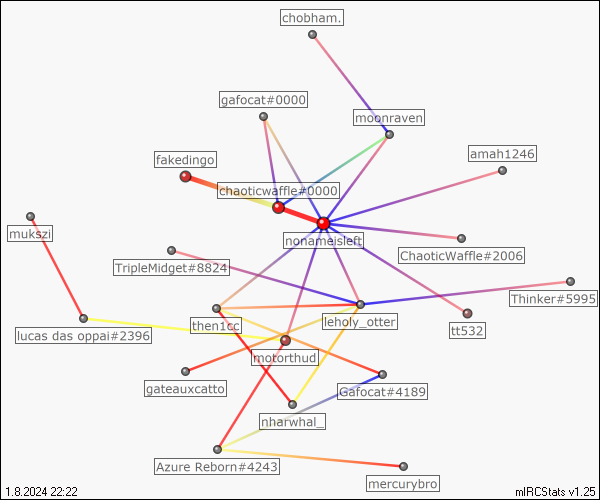 chobham.
gafocat#0000
moonraven
amah1246
fakedingo
chaoticwaffle#0000
mukszi
nonameisleft
ChaoticWaffle#2006
TripleMidget#8824
Thinker#5995
lucas das oppai#2396
then1cc
leholy_otter
tt532
motorthud
gateauxcatto
Gafocat#4189
nharwhal_
Azure Reborn#4243
mercurybro
1.8.2024 22:22
mIRCStats v1.25